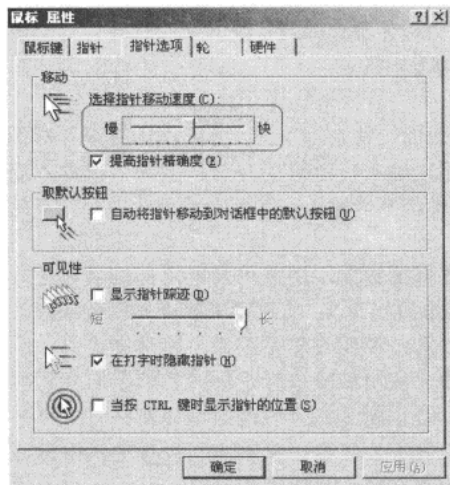 鼠标 属性
鼠标键 指针 指针选项 轮 硬件
移动
选择指针移动速度(C):
慢 快
提高指针精确度(E)
取默认按钮
自动将指针移动到对话框中的默认按钮(U)
可见性
显示指针踪迹(D)
短 长
在打字时隐藏指针(H)
当按 CTRL 键时显示指针的位置(S)
确定 取消 应用(A)